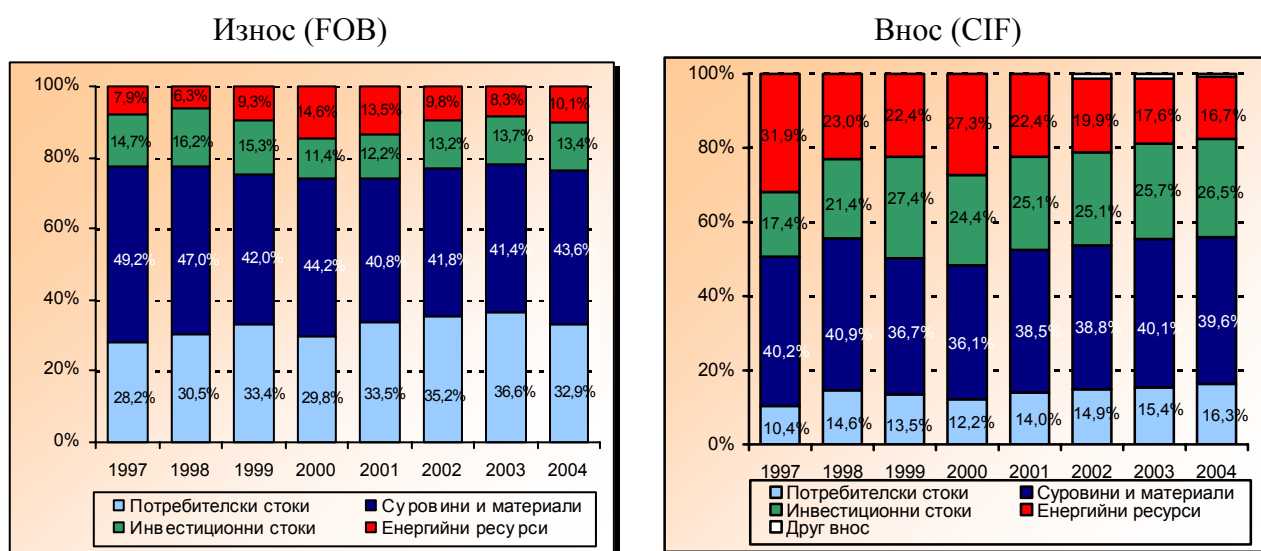 Износ (FOB)
100%
80%
60%
40%
20%
0%
7,9% 6,3% 9,3% 14,6% 13,5% 9,8% 8,3% 10,1%
14,7% 16,2% 15,3% 11,4% 12,2% 13,2% 13,7% 13,4%
49,2% 47,0% 42,0% 44,2% 40,8% 41,8% 41,4% 43,6%
28,2% 30,5% 33,4% 29,8% 33,5% 35,2% 36,6% 32,9%
1997 1998 1999 2000 2001 2002 2003 2004
Потребителски стоки Суровини и материали
Инвестиционни стоки Енергийни ресурси
Внос (CIF)
100%
80%
60%
40%
20%
0%
31,9% 23,0% 22,4% 27,3% 22,4% 19,9% 17,6% 16,7%
17,4% 21,4% 27,4% 24,4% 25,1% 25,1% 25,7% 26,5%
40,2% 40,9% 36,7% 36,1% 38,5% 38,8% 40,1% 39,6%
10,4% 14,6% 13,5% 12,2% 14,0% 14,9% 15,4% 16,3%
1997 1998 1999 2000 2001 2002 2003 2004
Потребителски стоки Суровини и материали
Инвестиционни стоки Енергийни ресурси
Друг внос